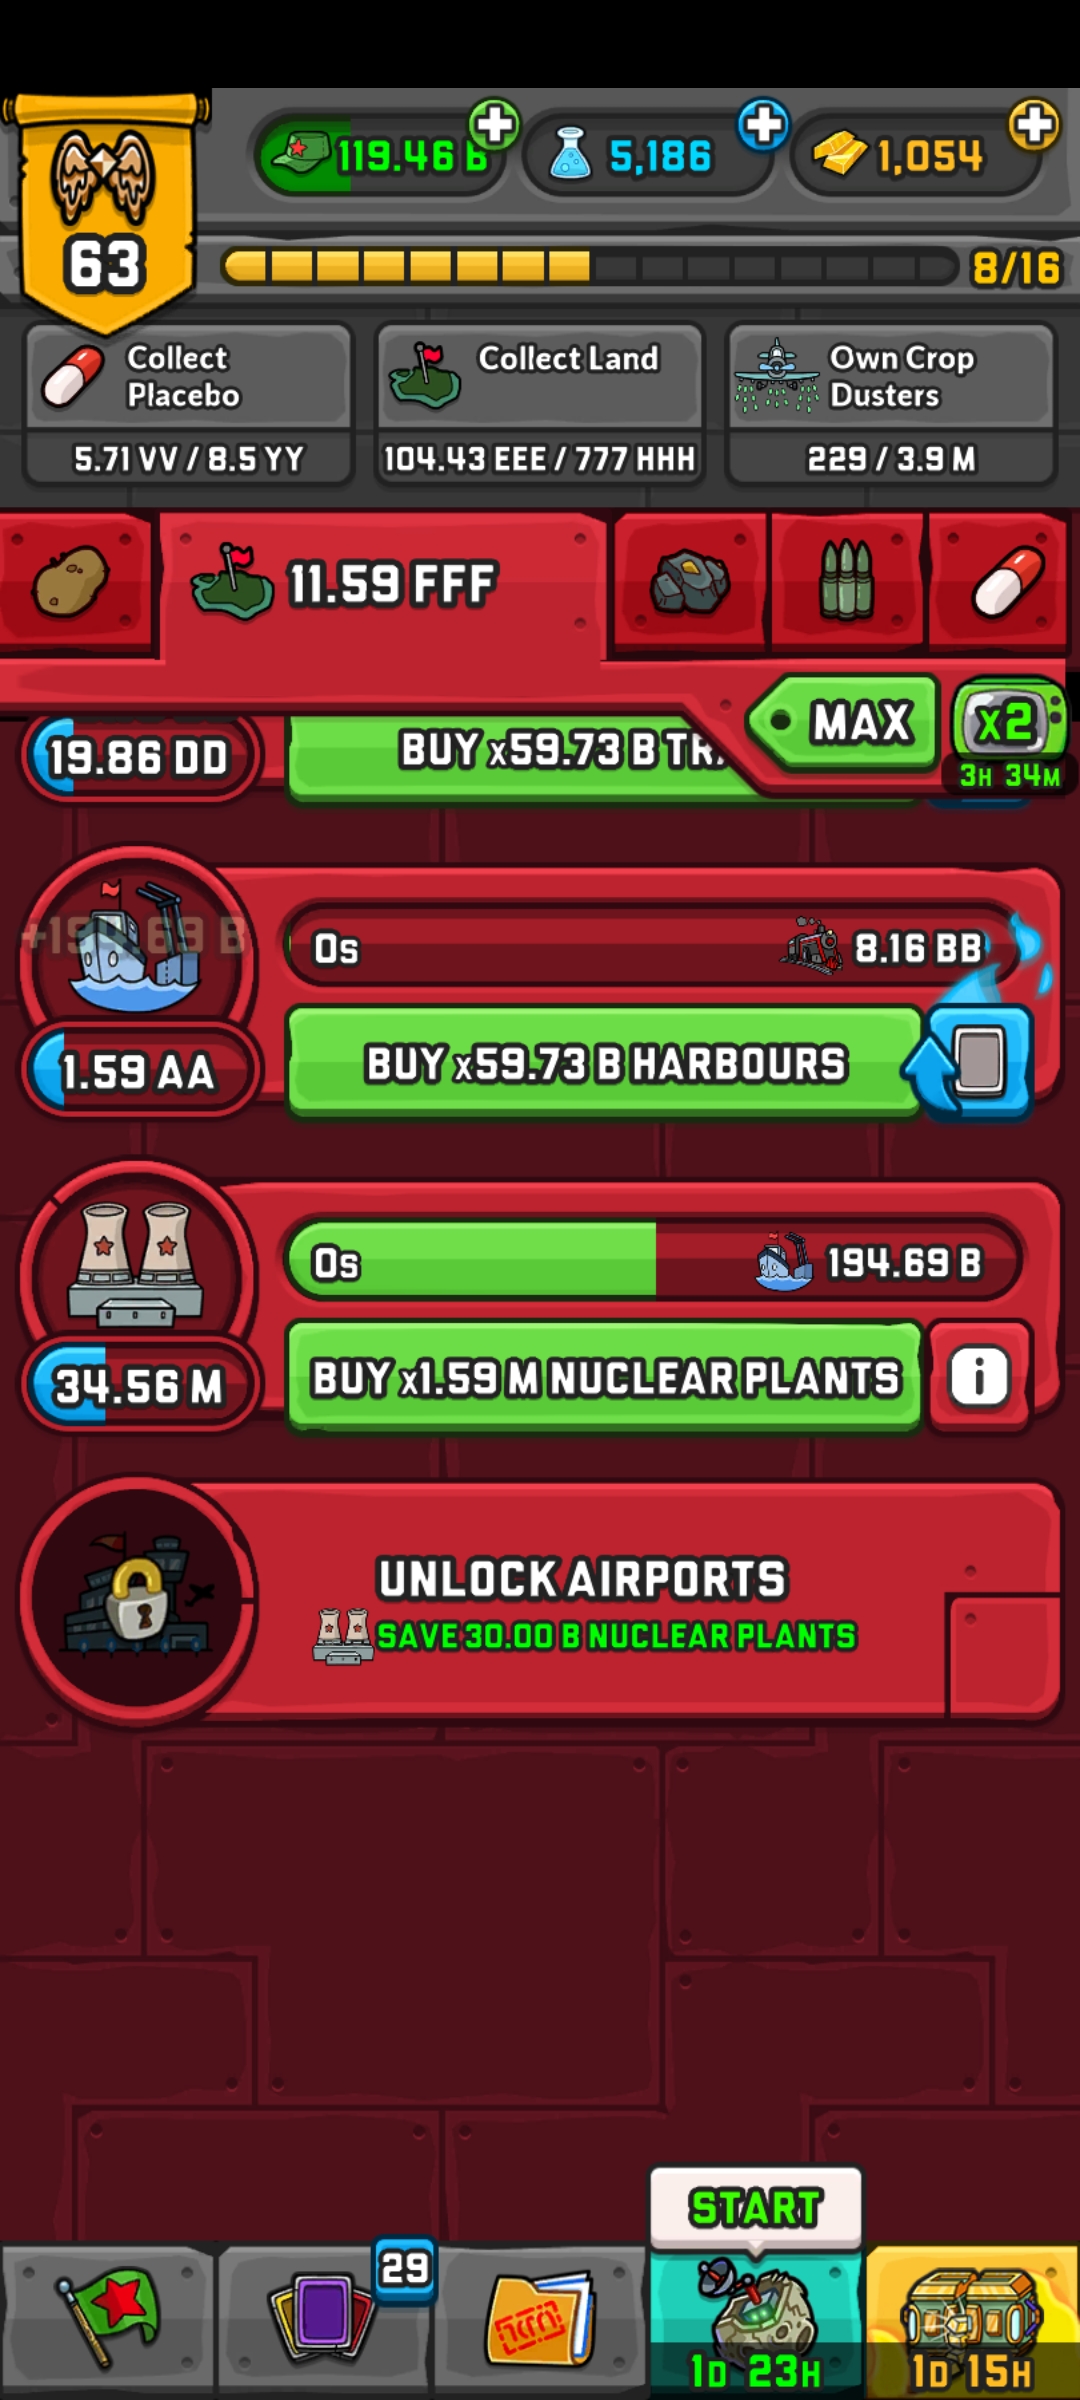 119.46 B
5,186
1,054
63
8/16
Collect
Placebo
5.71 VV / 8.5 YY
Collect Land
104.43 EEE / 777 HHH
Own Crop
Dusters
229 / 3.9 M
11.59 FFF
MAX
x2
3H 34M
19.86 DD
BUY x59.73 B
+194.69 B
0s
8.16 BB
1.59 AA
BUY x59.73 B HARBOURS
0s
194.69 B
34.56 M
BUY x1.59 M NUCLEAR PLANTS
i
UNLOCK AIRPORTS
SAVE 30.00 B NUCLEAR PLANTS
START
29
1D 23H
1D 15H